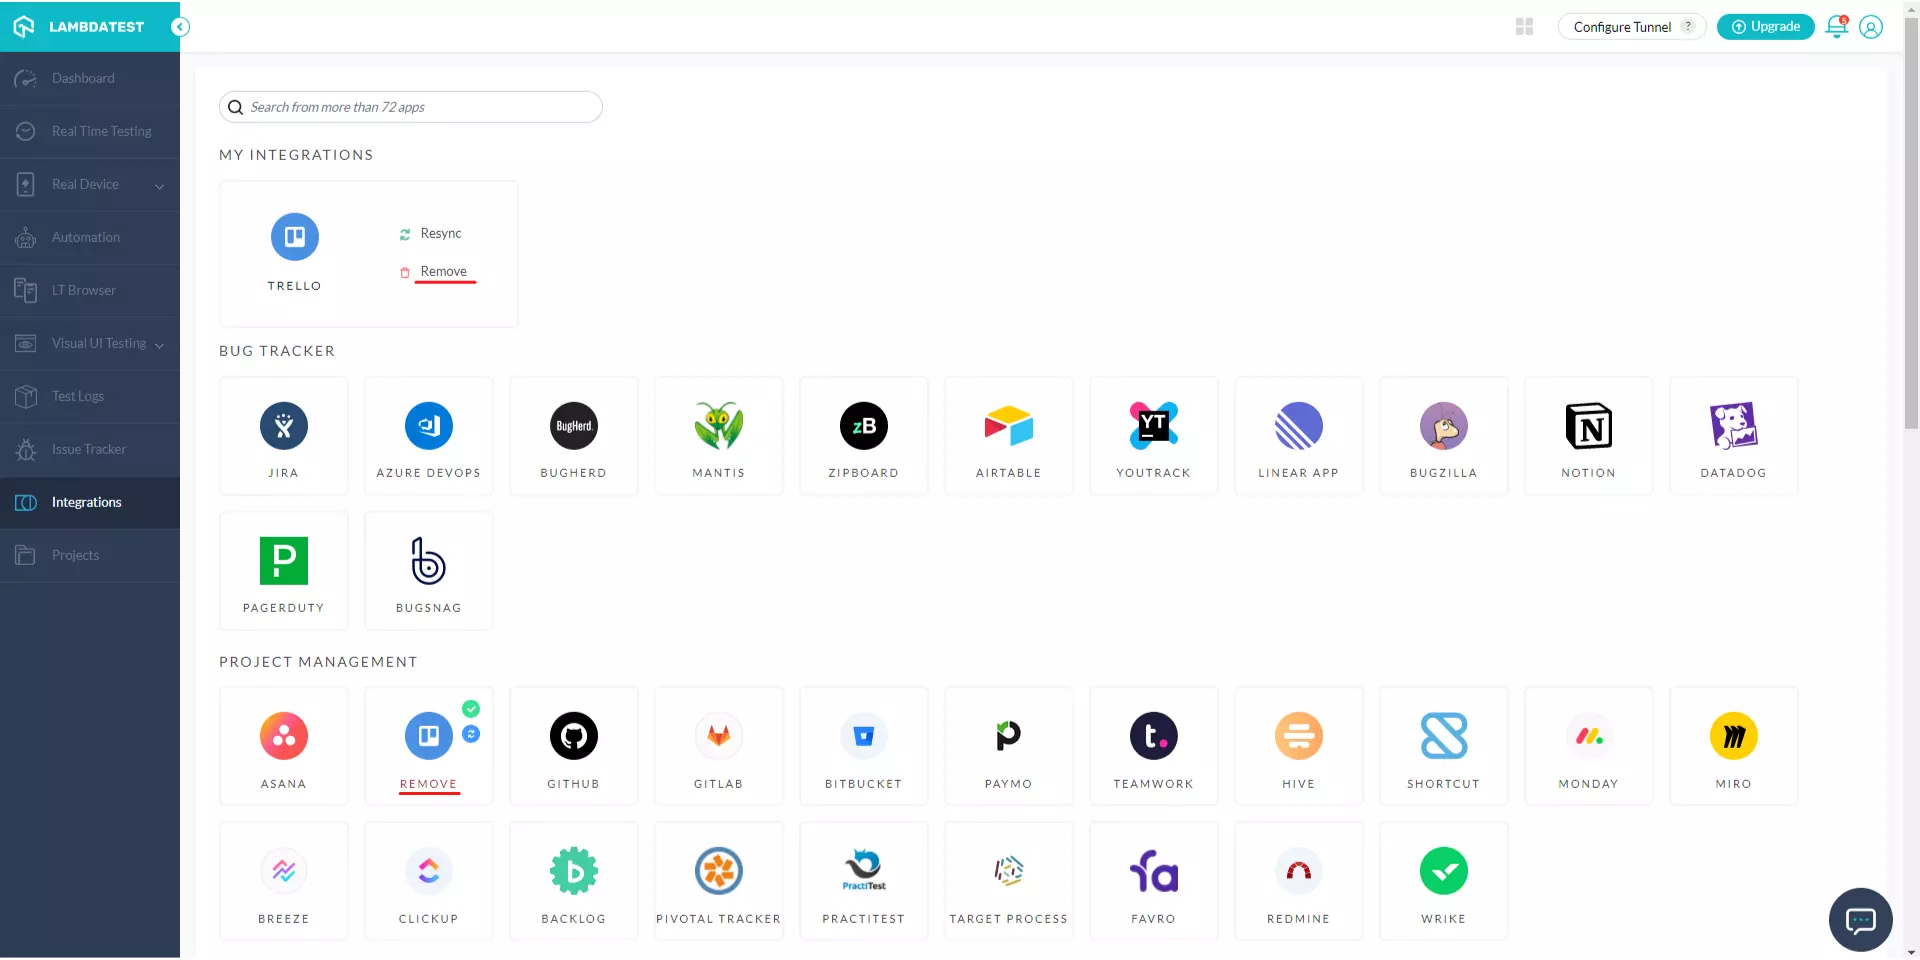 LAMBDATEST
Configure Tunnel ?
Upgrade
5
Dashboard
Real Time Testing
Real Device
Automation
LT Browser
Visual UI Testing
Test Logs
Issue Tracker
Integrations
Projects
Search from more than 72 apps
MY INTEGRATIONS
Resync
Remove
TRELLO
BUG TRACKER
BugHerd.
zB
YT
N
JIRA
AZURE DEVOPS
BUGHERD
MANTIS
ZIPBOARD
AIRTABLE
YOUTRACK
LINEAR APP
BUGZILLA
NOTION
DATADOG
P
b
PAGERDUTY
BUGSNAG
PROJECT MANAGEMENT
t.
ASANA
REMOVE
GITHUB
GITLAB
BITBUCKET
PAYMO
TEAMWORK
HIVE
SHORTCUT
MONDAY
MIRO
b
PractiTest
fa
BREEZE
CLICKUP
BACKLOG
PIVOTAL TRACKER
PRACTITEST
TARGET PROCESS
FAVRO
REDMINE
WRIKE